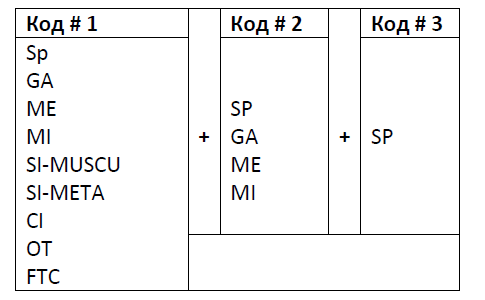 Код # 1 Код # 2 Код # 3
Sp
GA
ME SP
MI + GA + SP
SI-MUSCU ME
SI-META MI
CI
OT
FTC